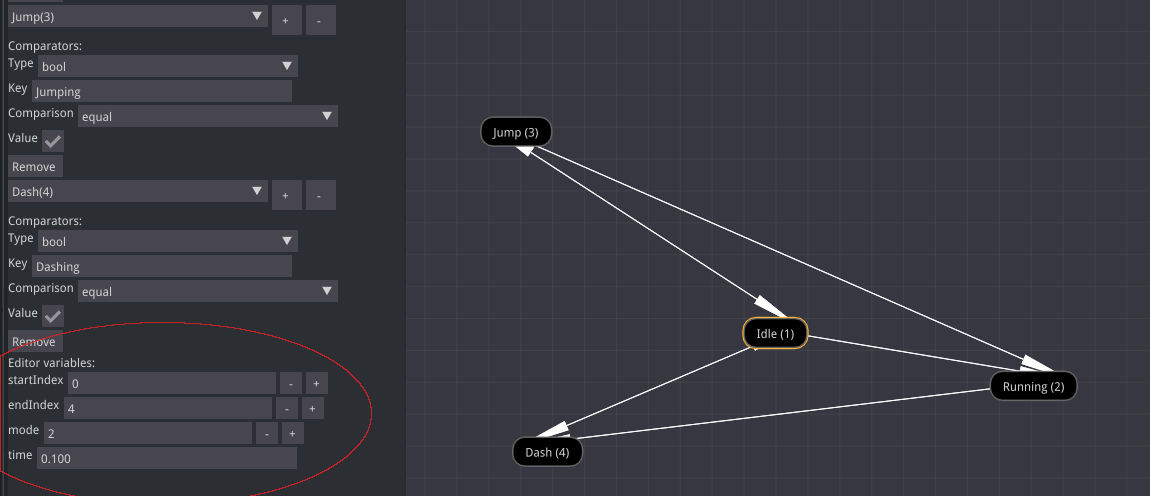 Jump(3) + -
Comparators:
Type bool
Key Jumping
Comparison equal
Value
Remove
Dash(4) + -
Comparators:
Type bool
Key Dashing
Comparison equal
Value
Remove
Editor variables:
startIndex 0 - +
endIndex 4 - +
mode 2 - +
time 0.100
Jump (3)
Idle (1)
Running (2)
Dash (4)